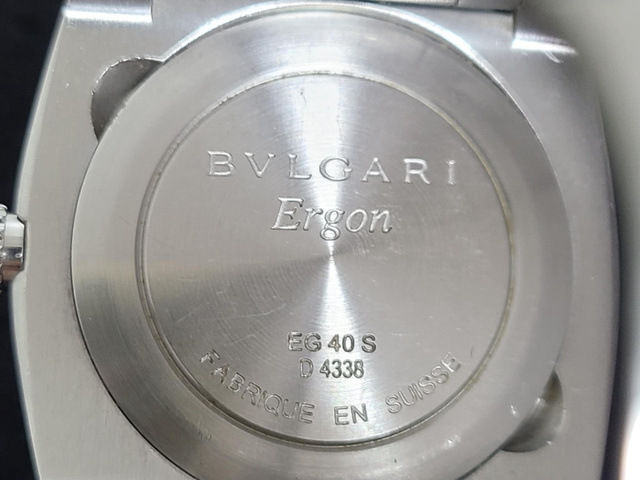 BVLGARI
Ergon
EG 40 S
D 4338
FABRIQUE EN SUISSE